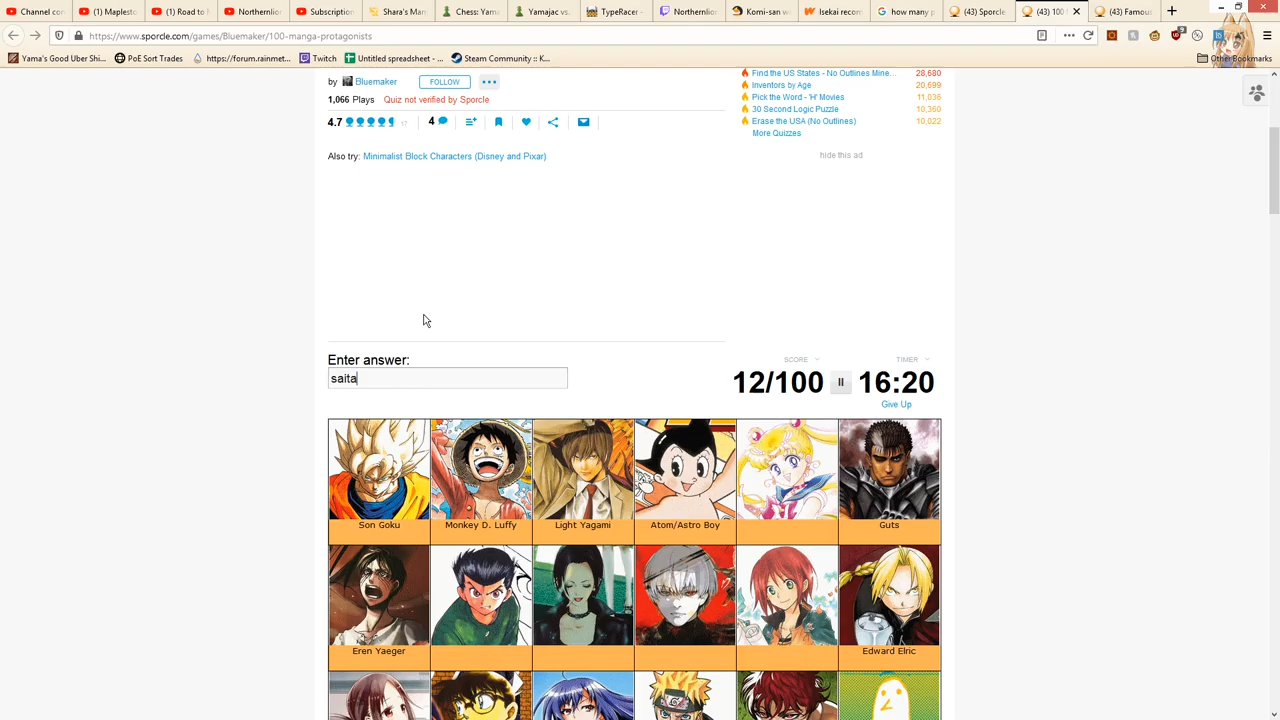 Channel con
(1) Maplesto
(1) Road to N
Northernlio
Subscription
Shara's Man
Chess: Yama
Yamajac vs.
TypeRacer -
Northernlio
Komi-san wa
Isekai recom
how many p
(43) Sporcle
(43) 100 
(43) Famous
https://www.sporcle.com/games/Bluemaker/100-manga-protagonists
Yama's Good Uber Shi...
PoE Sort Trades
https://forum.rainmet...
Twitch
Untitled spreadsheet - ...
Steam Community :: K...
Other Bookmarks
by Bluemaker FOLLOW
1,066 Plays Quiz not verified by Sporcle
4.7 17 4
Find the US States - No Outlines Mine... 28,680
Inventors by Age 20,699
Pick the Word - 'H' Movies 11,036
30 Second Logic Puzzle 10,350
Erase the USA (No Outlines) 10,022
More Quizzes
Also try: Minimalist Block Characters (Disney and Pixar)
hide this ad
Enter answer:
saita
SCORE TIMER
12/100 16:20
Give Up
Son Goku Monkey D. Luffy Light Yagami Atom/Astro Boy Guts
Eren Yaeger Edward Elric